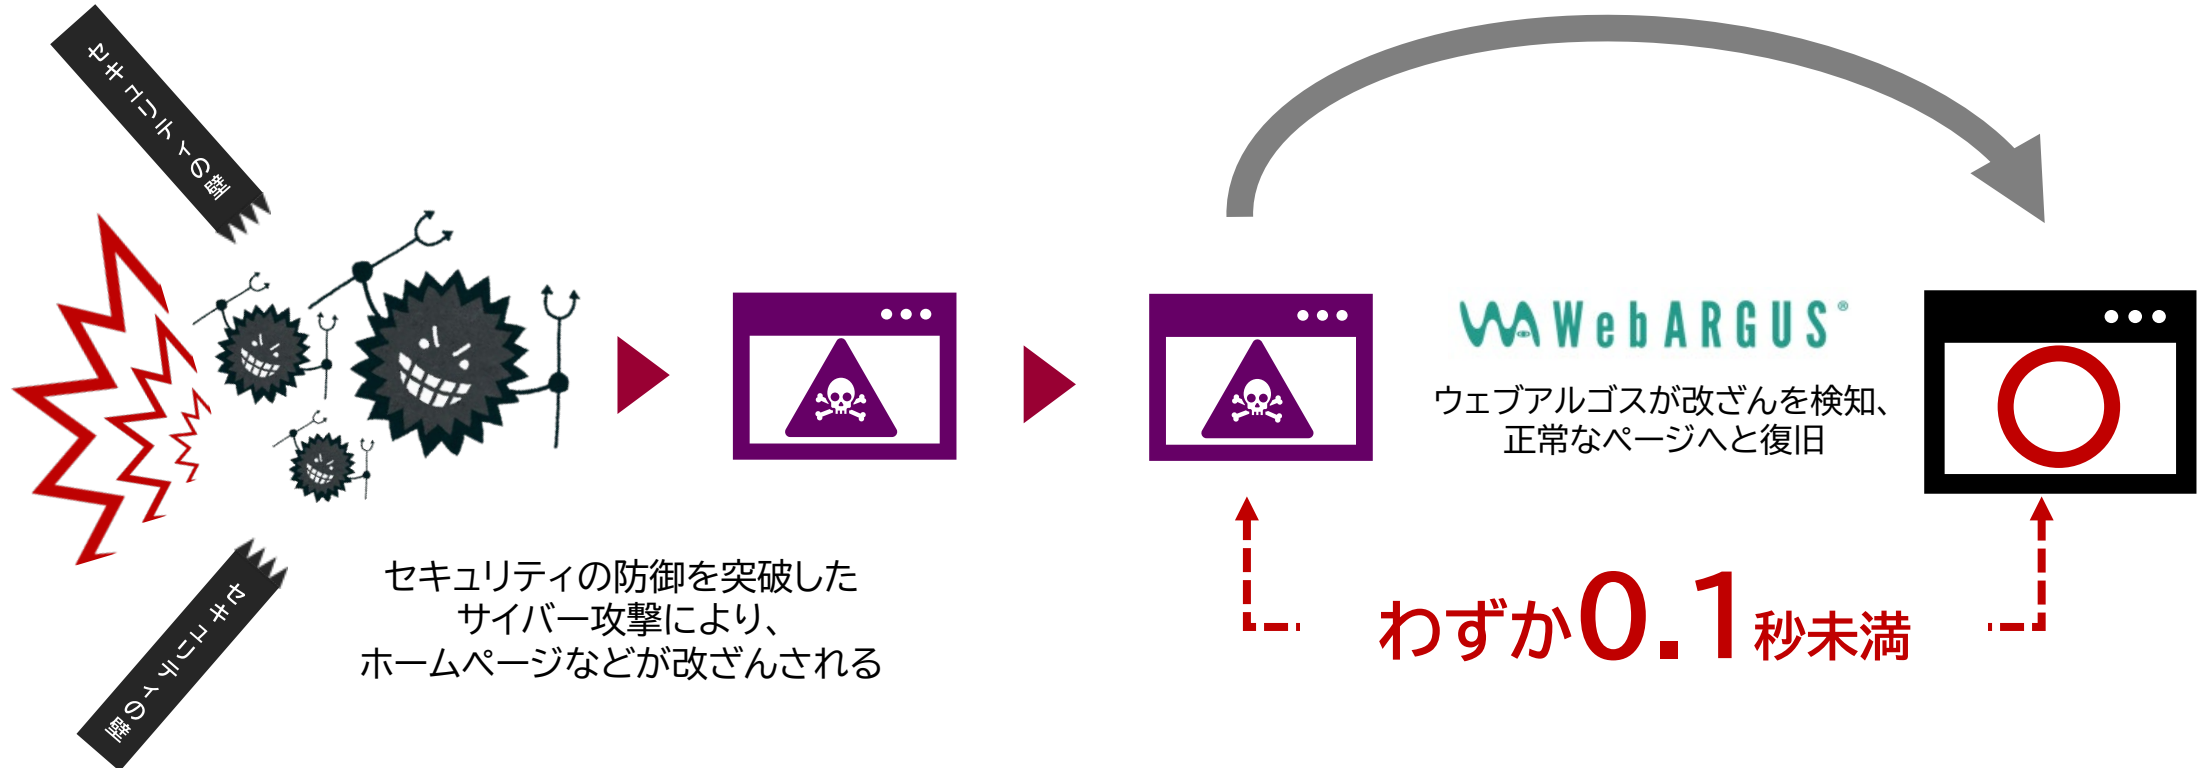 セキュリティの壁
セキュリティの壁
セキュリティの防御を突破した
サイバー攻撃により、
ホームページなどが改ざんされる
WebARGUS®
ウェブアルゴスが改ざんを検知、
正常なページへと復旧
わずか0.1秒未満